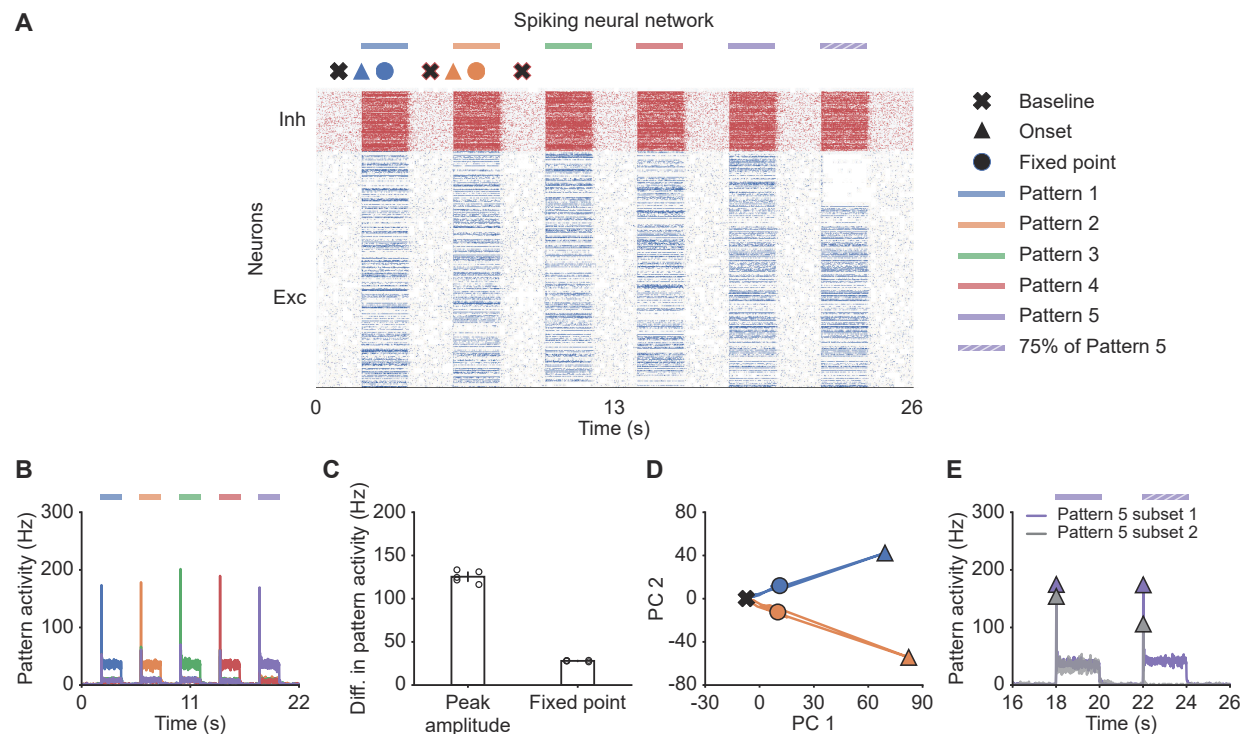 A
Spiking neural network
Inh
Exc
Neurons
0
13
26
Time (s)
Baseline
Onset
Fixed point
Pattern 1
Pattern 2
Pattern 3
Pattern 4
Pattern 5
75% of Pattern 5
B
Pattern activity (Hz)
300
200
100
0
0
11
22
Time (s)
C
Diff. in pattern activity (Hz)
200
150
100
50
0
Peak
amplitude
Fixed point
D
PC 2
80
40
0
-40
-80
-30
0
30
60
90
PC 1
E
Pattern activity (Hz)
300
200
100
0
Pattern 5 subset 1
Pattern 5 subset 2
16
18
20
22
24
26
Time (s)